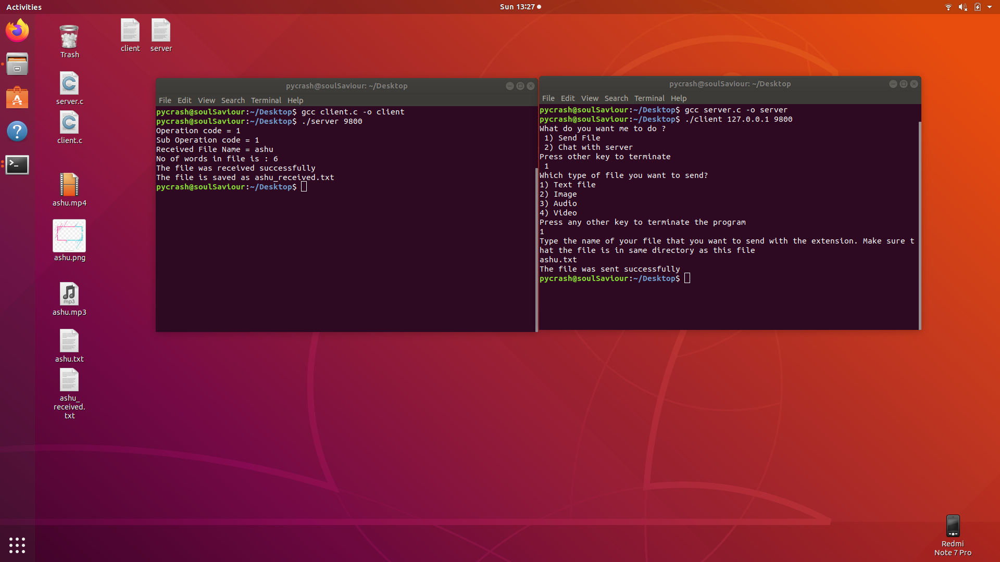 Activities
Sun 13:27
Trash
client
server
server.c
client.c
ashu.mp4
ashu.png
mp3
ashu.mp3
ashu.txt
ashu_
received.
txt
pycrash@soulSaviour: ~/Desktop
File Edit View Search Terminal Help
pycrash@soulSaviour:~/Desktop$ gcc client.c -o client
pycrash@soulSaviour:~/Desktop$ ./server 9800
Operation code = 1
Sub Operation code = 1
Received File Name = ashu
No of words in file is : 6
The file was received successfully
The file is saved as ashu_received.txt
pycrash@soulSaviour:~/Desktop$
pycrash@soulSaviour: ~/Desktop
File Edit View Search Terminal Help
pycrash@soulSaviour:~/Desktop$ gcc server.c -o server
pycrash@soulSaviour:~/Desktop$ ./client 127.0.0.1 9800
What do you want me to do ?
1) Send File
2) Chat with server
Press other key to terminate
1
Which type of file you want to send?
1) Text file
2) Image
3) Audio
4) Video
Press any other key to terminate the program
1
Type the name of your file that you want to send with the extension. Make sure t
hat the file is in same directory as this file
ashu.txt
The file was sent successfully
pycrash@soulSaviour:~/Desktop$
Redmi
Note 7 Pro